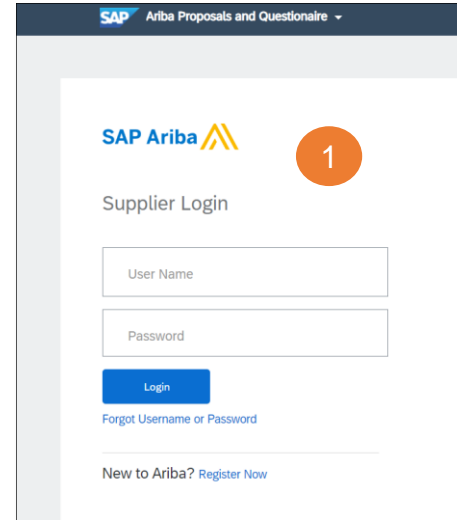 SAP Ariba Proposals and Questionaire
SAP Ariba
1
Supplier Login
User Name
Password
Login
Forgot Username or Password
New to Ariba? Register Now